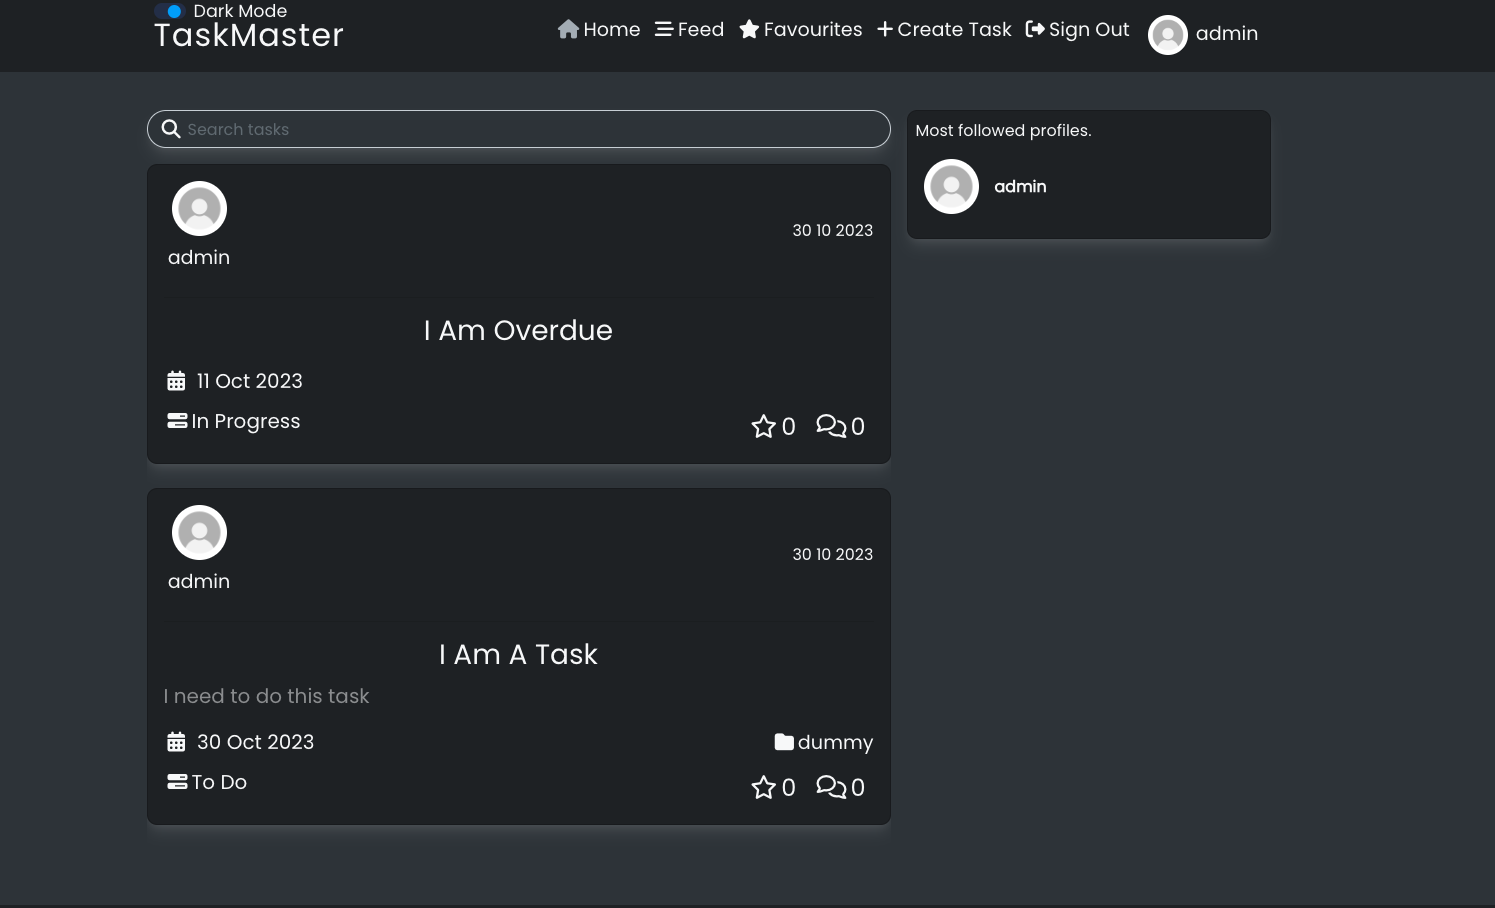 Dark Mode
TaskMaster
Home Feed Favourites Create Task Sign Out admin
Search tasks
Most followed profiles.
admin
30 10 2023
admin
I Am Overdue
11 Oct 2023
In Progress
0 0
30 10 2023
admin
I Am A Task
I need to do this task
30 Oct 2023
dummy
To Do
0 0